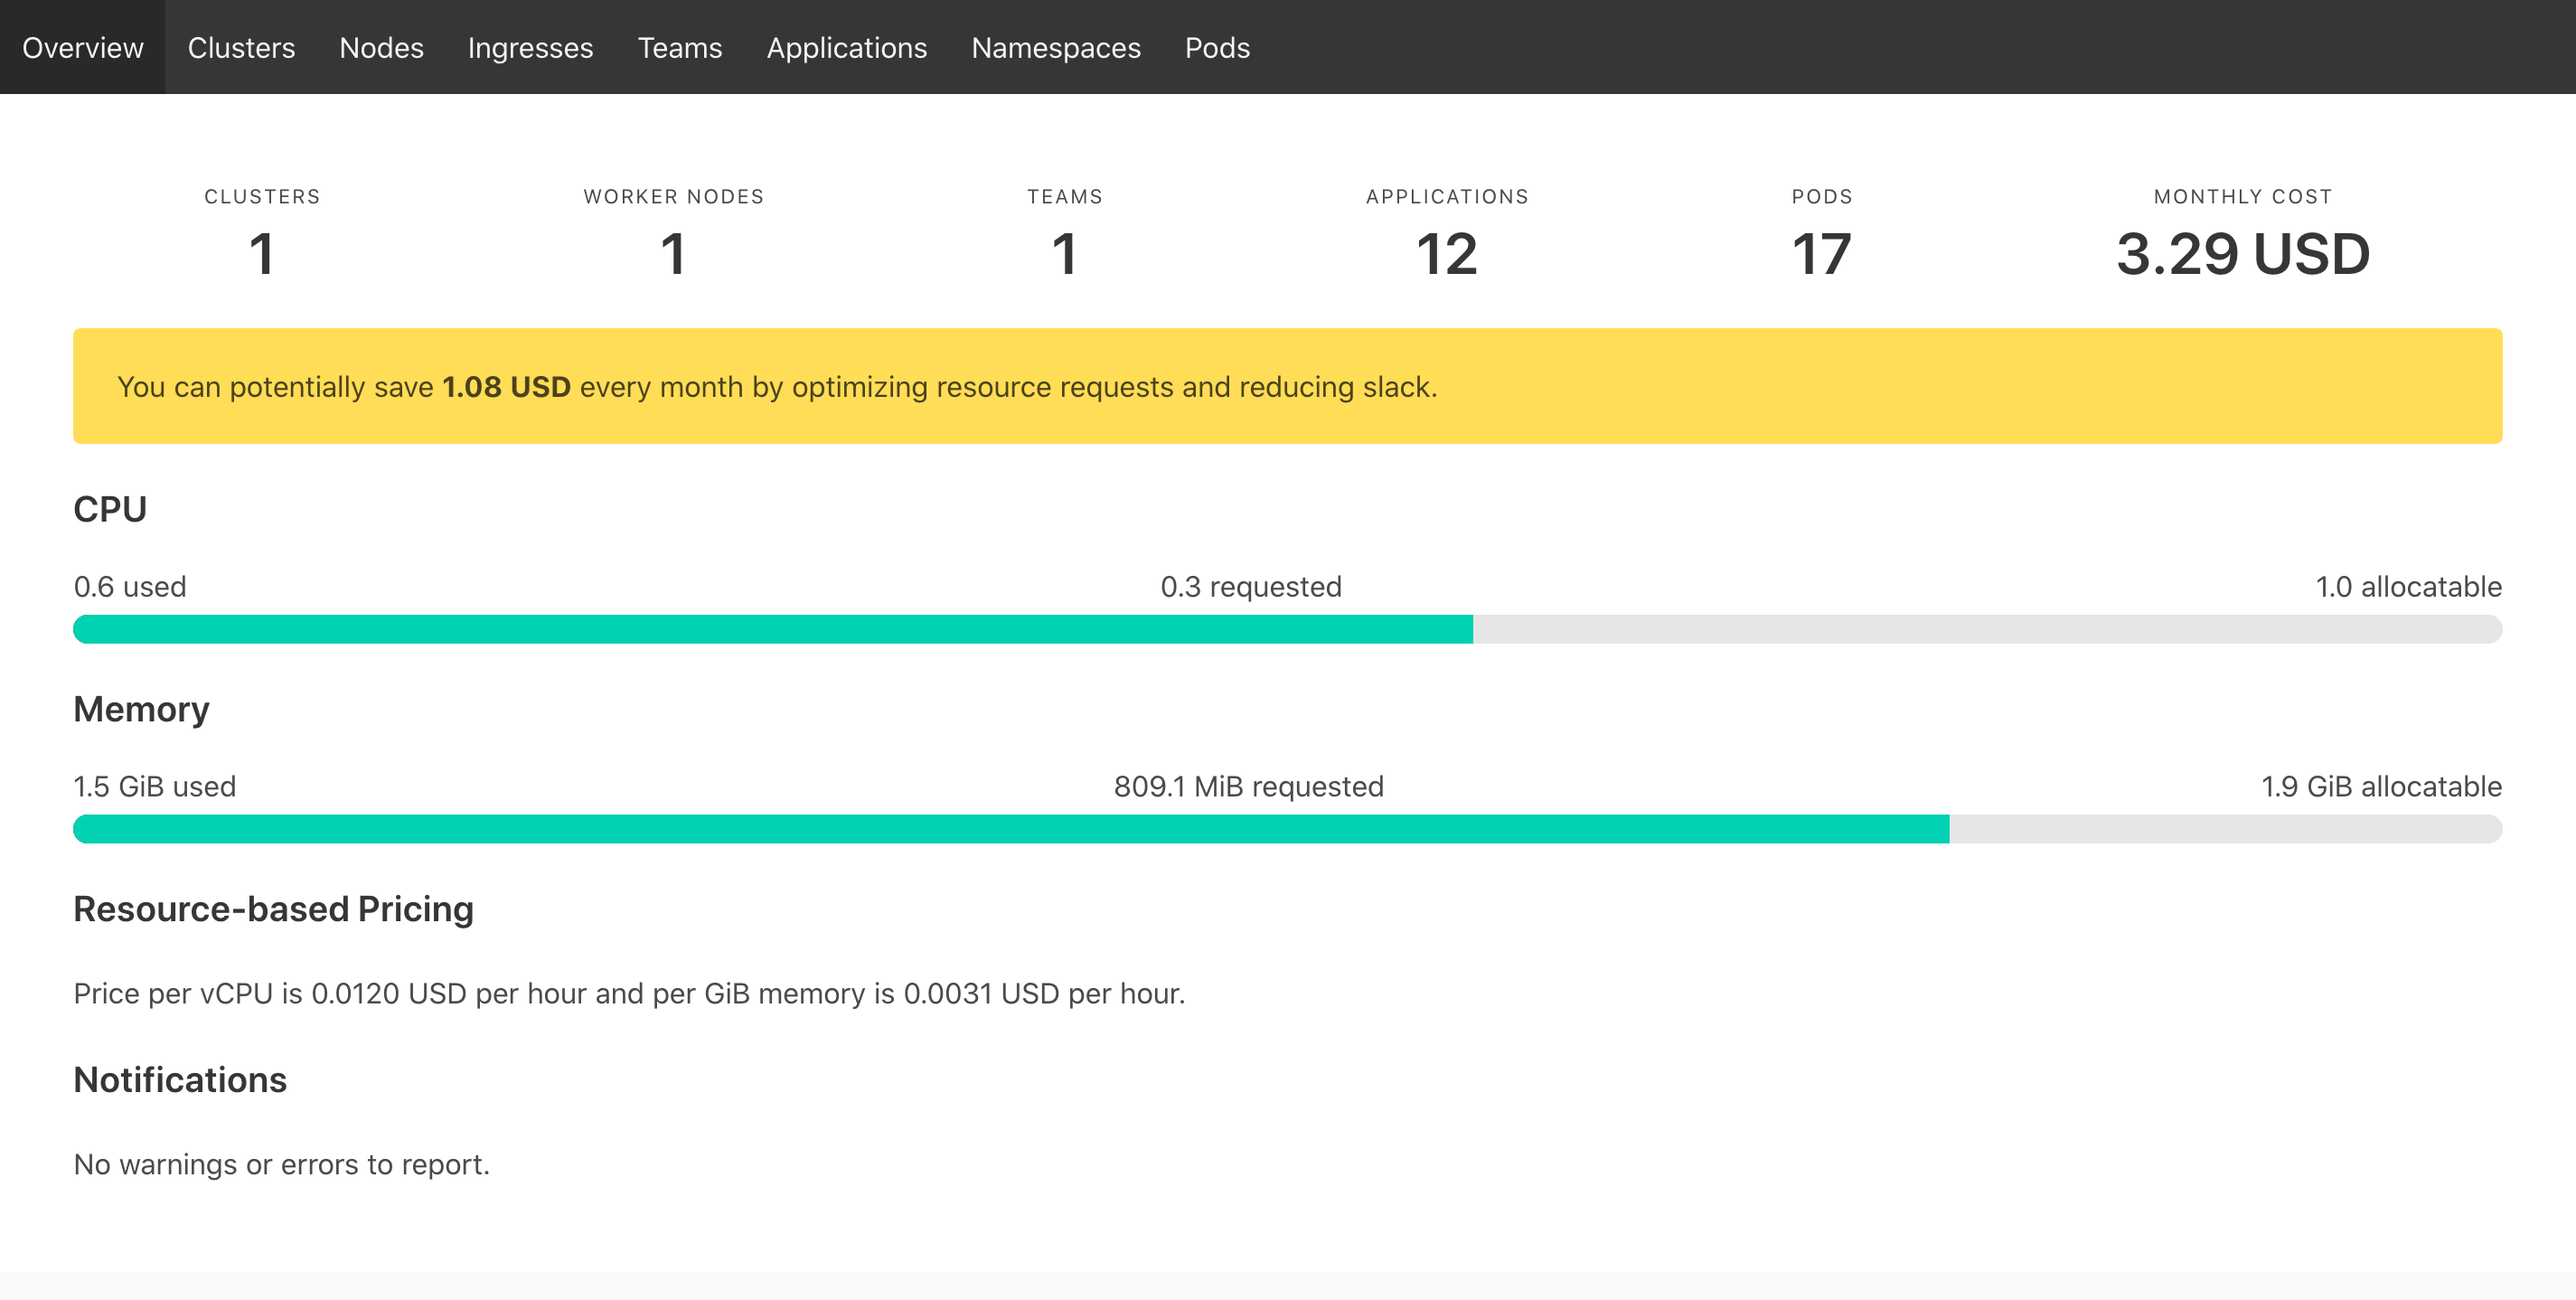 Overview Clusters Nodes Ingresses Teams Applications Namespaces Pods
CLUSTERS WORKER NODES TEAMS APPLICATIONS PODS MONTHLY COST
1 1 1 12 17 3.29 USD
You can potentially save 1.08 USD every month by optimizing resource requests and reducing slack.
CPU
0.6 used 0.3 requested 1.0 allocatable
Memory
1.5 GiB used 809.1 MiB requested 1.9 GiB allocatable
Resource-based Pricing
Price per vCPU is 0.0120 USD per hour and per GiB memory is 0.0031 USD per hour.
Notifications
No warnings or errors to report.